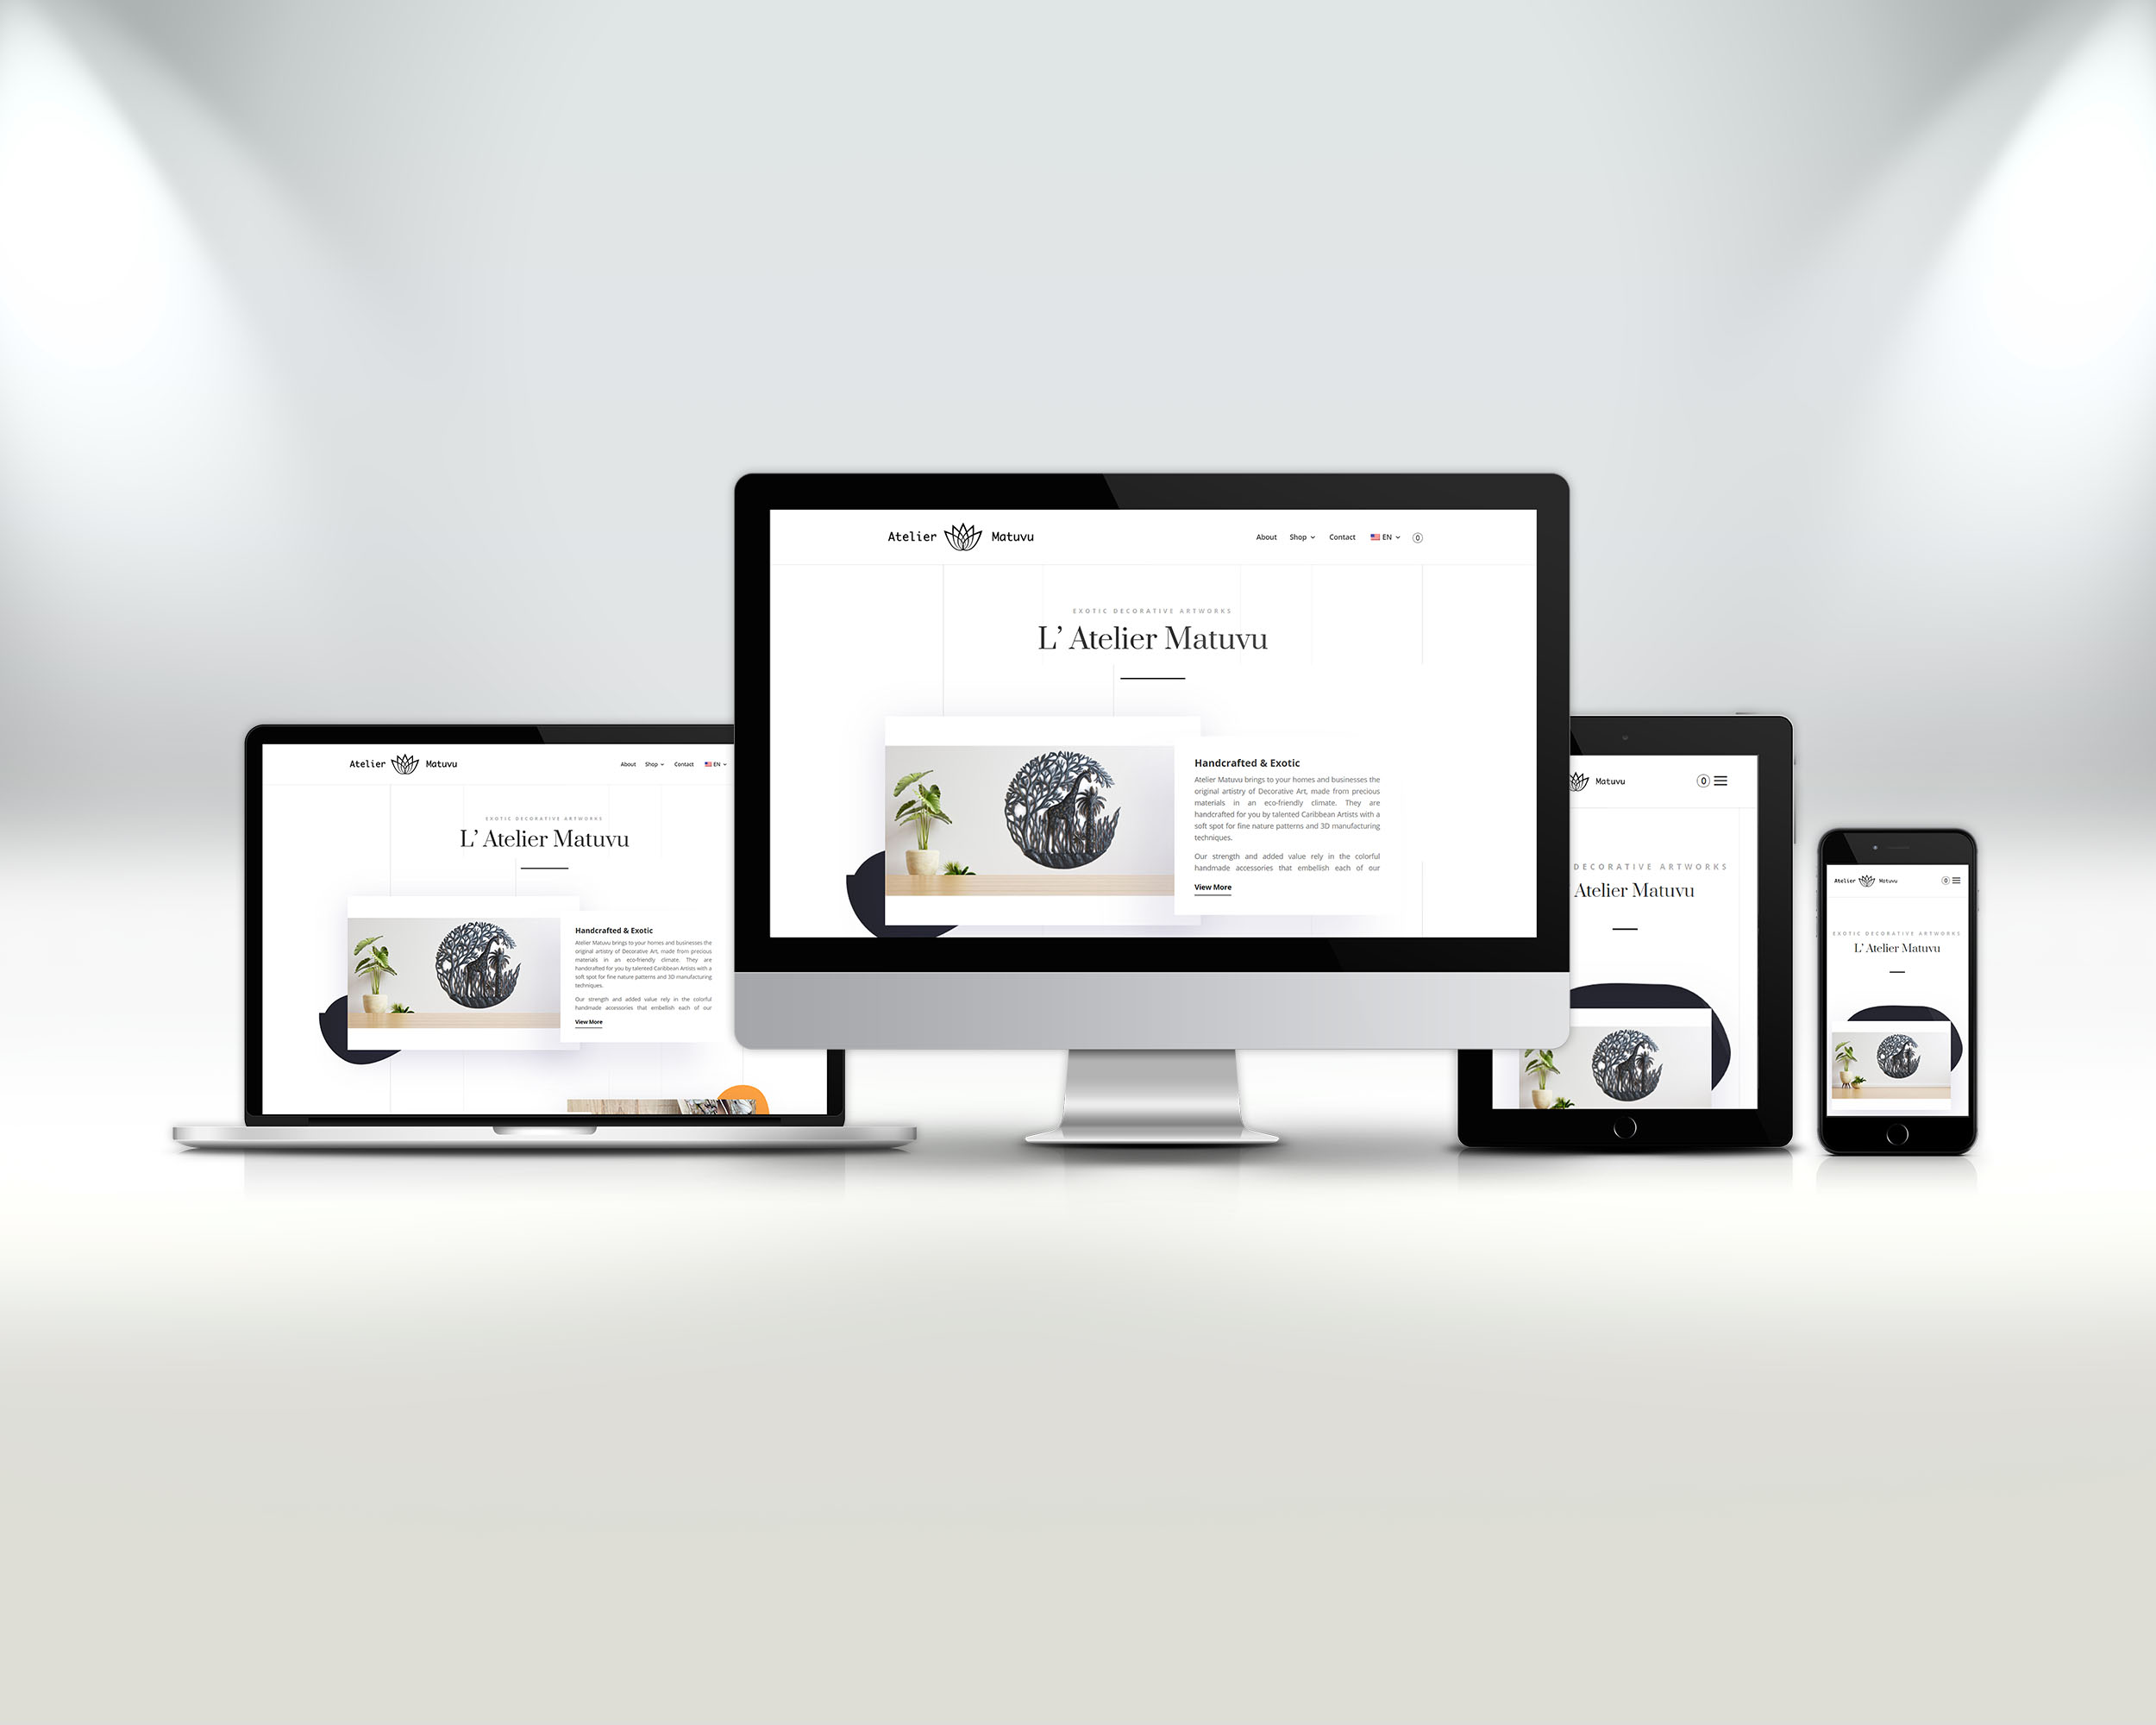 Atelier Matuvu
About Shop Contact EN 0
EXOTIC DECORATIVE ARTWORKS
L’ Atelier Matuvu
Handcrafted & Exotic
Atelier Matuvu brings to your homes and businesses the
original artistry of Decorative Art, made from precious
materials in an eco-friendly climate. They are
handcrafted for you by talented Caribbean Artists with a
soft spot for fine nature patterns and 3D manufacturing
techniques.
Our strength and added value rely in the colorful
handmade accessories that embellish each of our
View More
Atelier Matuvu
About Shop Contact EN
EXOTIC DECORATIVE ARTWORKS
L’ Atelier Matuvu
Handcrafted & Exotic
Atelier Matuvu brings to your homes and businesses the
original artistry of Decorative Art, made from precious
materials in an eco-friendly climate. They are
handcrafted for you by talented Caribbean Artists with a
soft spot for fine nature patterns and 3D manufacturing
techniques.
Our strength and added value rely in the colorful
handmade accessories that embellish each of our
View More
Matuvu 0
DECORATIVE ARTWORKS
Atelier Matuvu
Atelier Matuvu 0
EXOTIC DECORATIVE ARTWORKS
L’ Atelier Matuvu